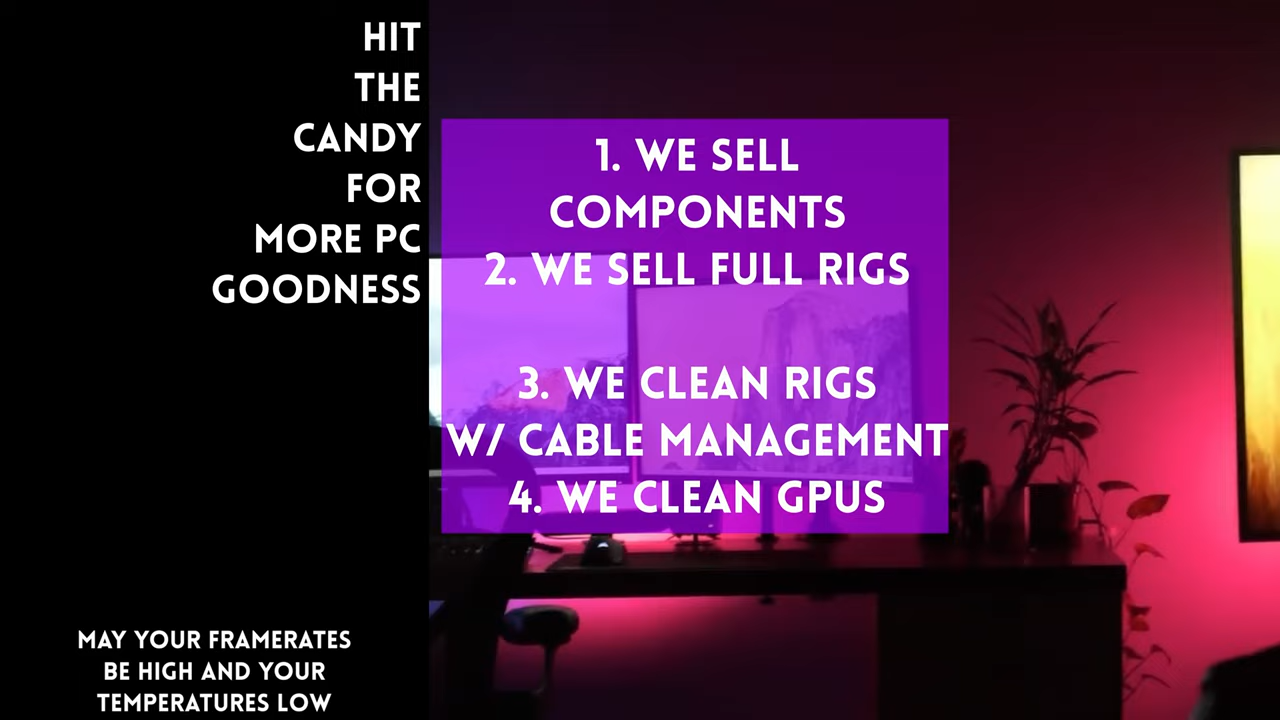 HIT
THE
CANDY
FOR
MORE PC
GOODNESS
1. WE SELL
COMPONENTS
2. WE SELL FULL RIGS
3. WE CLEAN RIGS
W/ CABLE MANAGEMENT
4. WE CLEAN GPUS
MAY YOUR FRAMERATES
BE HIGH AND YOUR
TEMPERATURES LOW